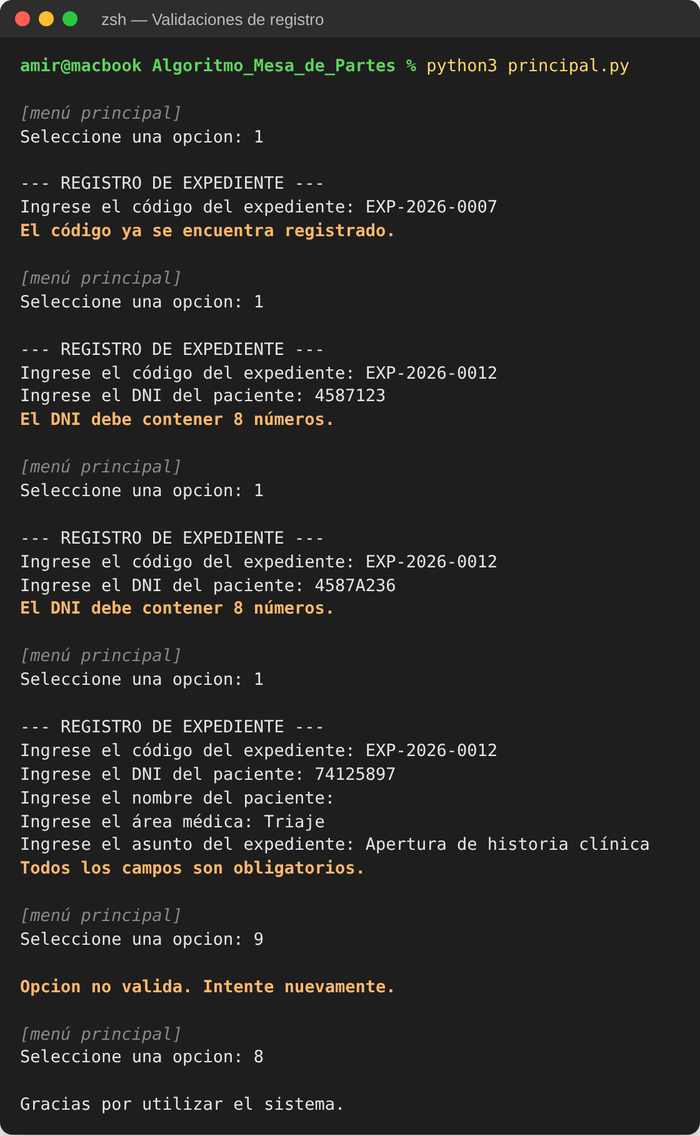 zsh — Validaciones de registro
amir@macbook Algoritmo_Mesa_de_Partes % python3 principal.py
[menú principal]
Seleccione una opcion: 1
--- REGISTRO DE EXPEDIENTE ---
Ingrese el código del expediente: EXP-2026-0007
El código ya se encuentra registrado.
[menú principal]
Seleccione una opcion: 1
--- REGISTRO DE EXPEDIENTE ---
Ingrese el código del expediente: EXP-2026-0012
Ingrese el DNI del paciente: 4587123
El DNI debe contener 8 números.
[menú principal]
Seleccione una opcion: 1
--- REGISTRO DE EXPEDIENTE ---
Ingrese el código del expediente: EXP-2026-0012
Ingrese el DNI del paciente: 4587A236
El DNI debe contener 8 números.
[menú principal]
Seleccione una opcion: 1
--- REGISTRO DE EXPEDIENTE ---
Ingrese el código del expediente: EXP-2026-0012
Ingrese el DNI del paciente: 74125897
Ingrese el nombre del paciente:
Ingrese el área médica: Triaje
Ingrese el asunto del expediente: Apertura de historia clínica
Todos los campos son obligatorios.
[menú principal]
Seleccione una opcion: 9
Opcion no valida. Intente nuevamente.
[menú principal]
Seleccione una opcion: 8
Gracias por utilizar el sistema.